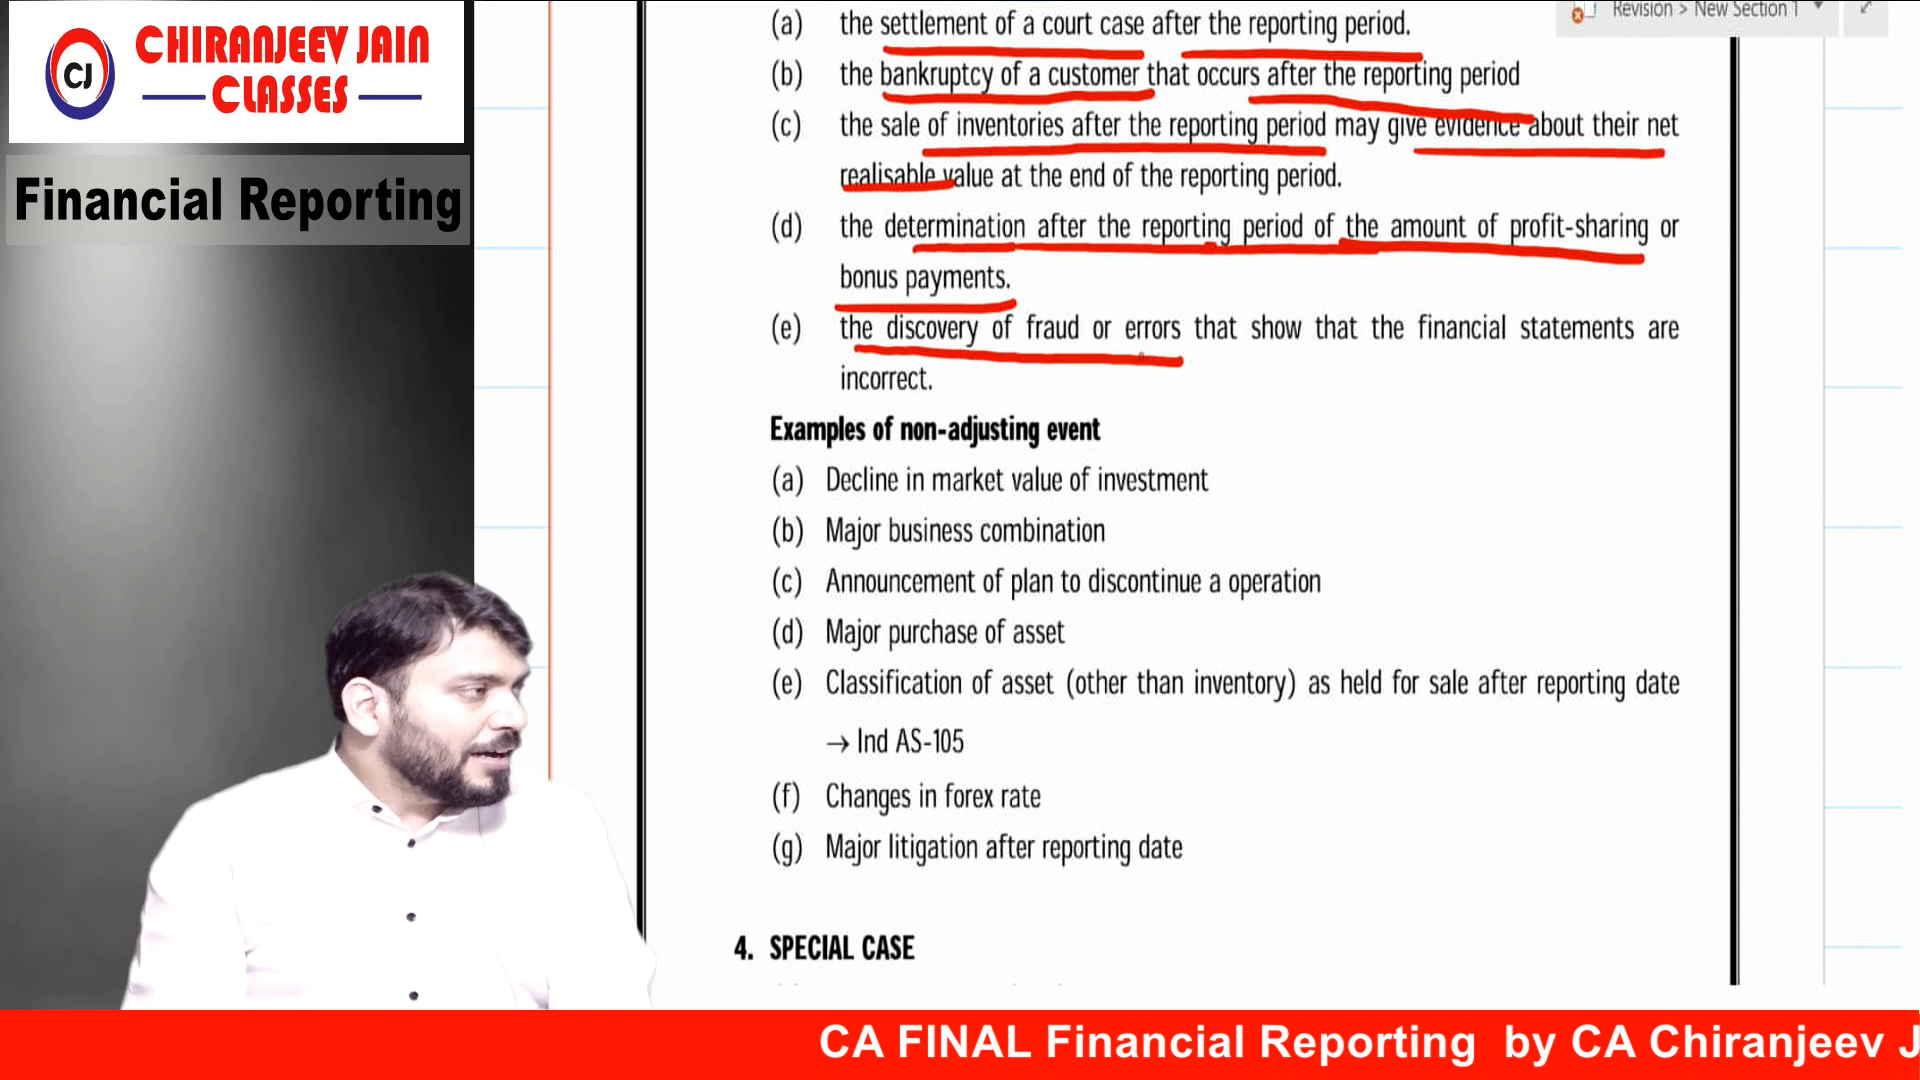 CHIRANJEEV JAIN
CJ
CLASSES
Financial Reporting
Revision > New Section 1
(a) the settlement of a court case after the reporting period.
(b) the bankruptcy of a customer that occurs after the reporting period
(c) the sale of inventories after the reporting period may give evidence about their net
realisable value at the end of the reporting period.
(d) the determination after the reporting period of the amount of profit-sharing or
bonus payments.
(e) the discovery of fraud or errors that show that the financial statements are
incorrect.
Examples of non-adjusting event
(a) Decline in market value of investment
(b) Major business combination
(c) Announcement of plan to discontinue a operation
(d) Major purchase of asset
(e) Classification of asset (other than inventory) as held for sale after reporting date
→ Ind AS-105
(f) Changes in forex rate
(g) Major litigation after reporting date
4. SPECIAL CASE
CA FINAL Financial Reporting by CA Chiranjeev J